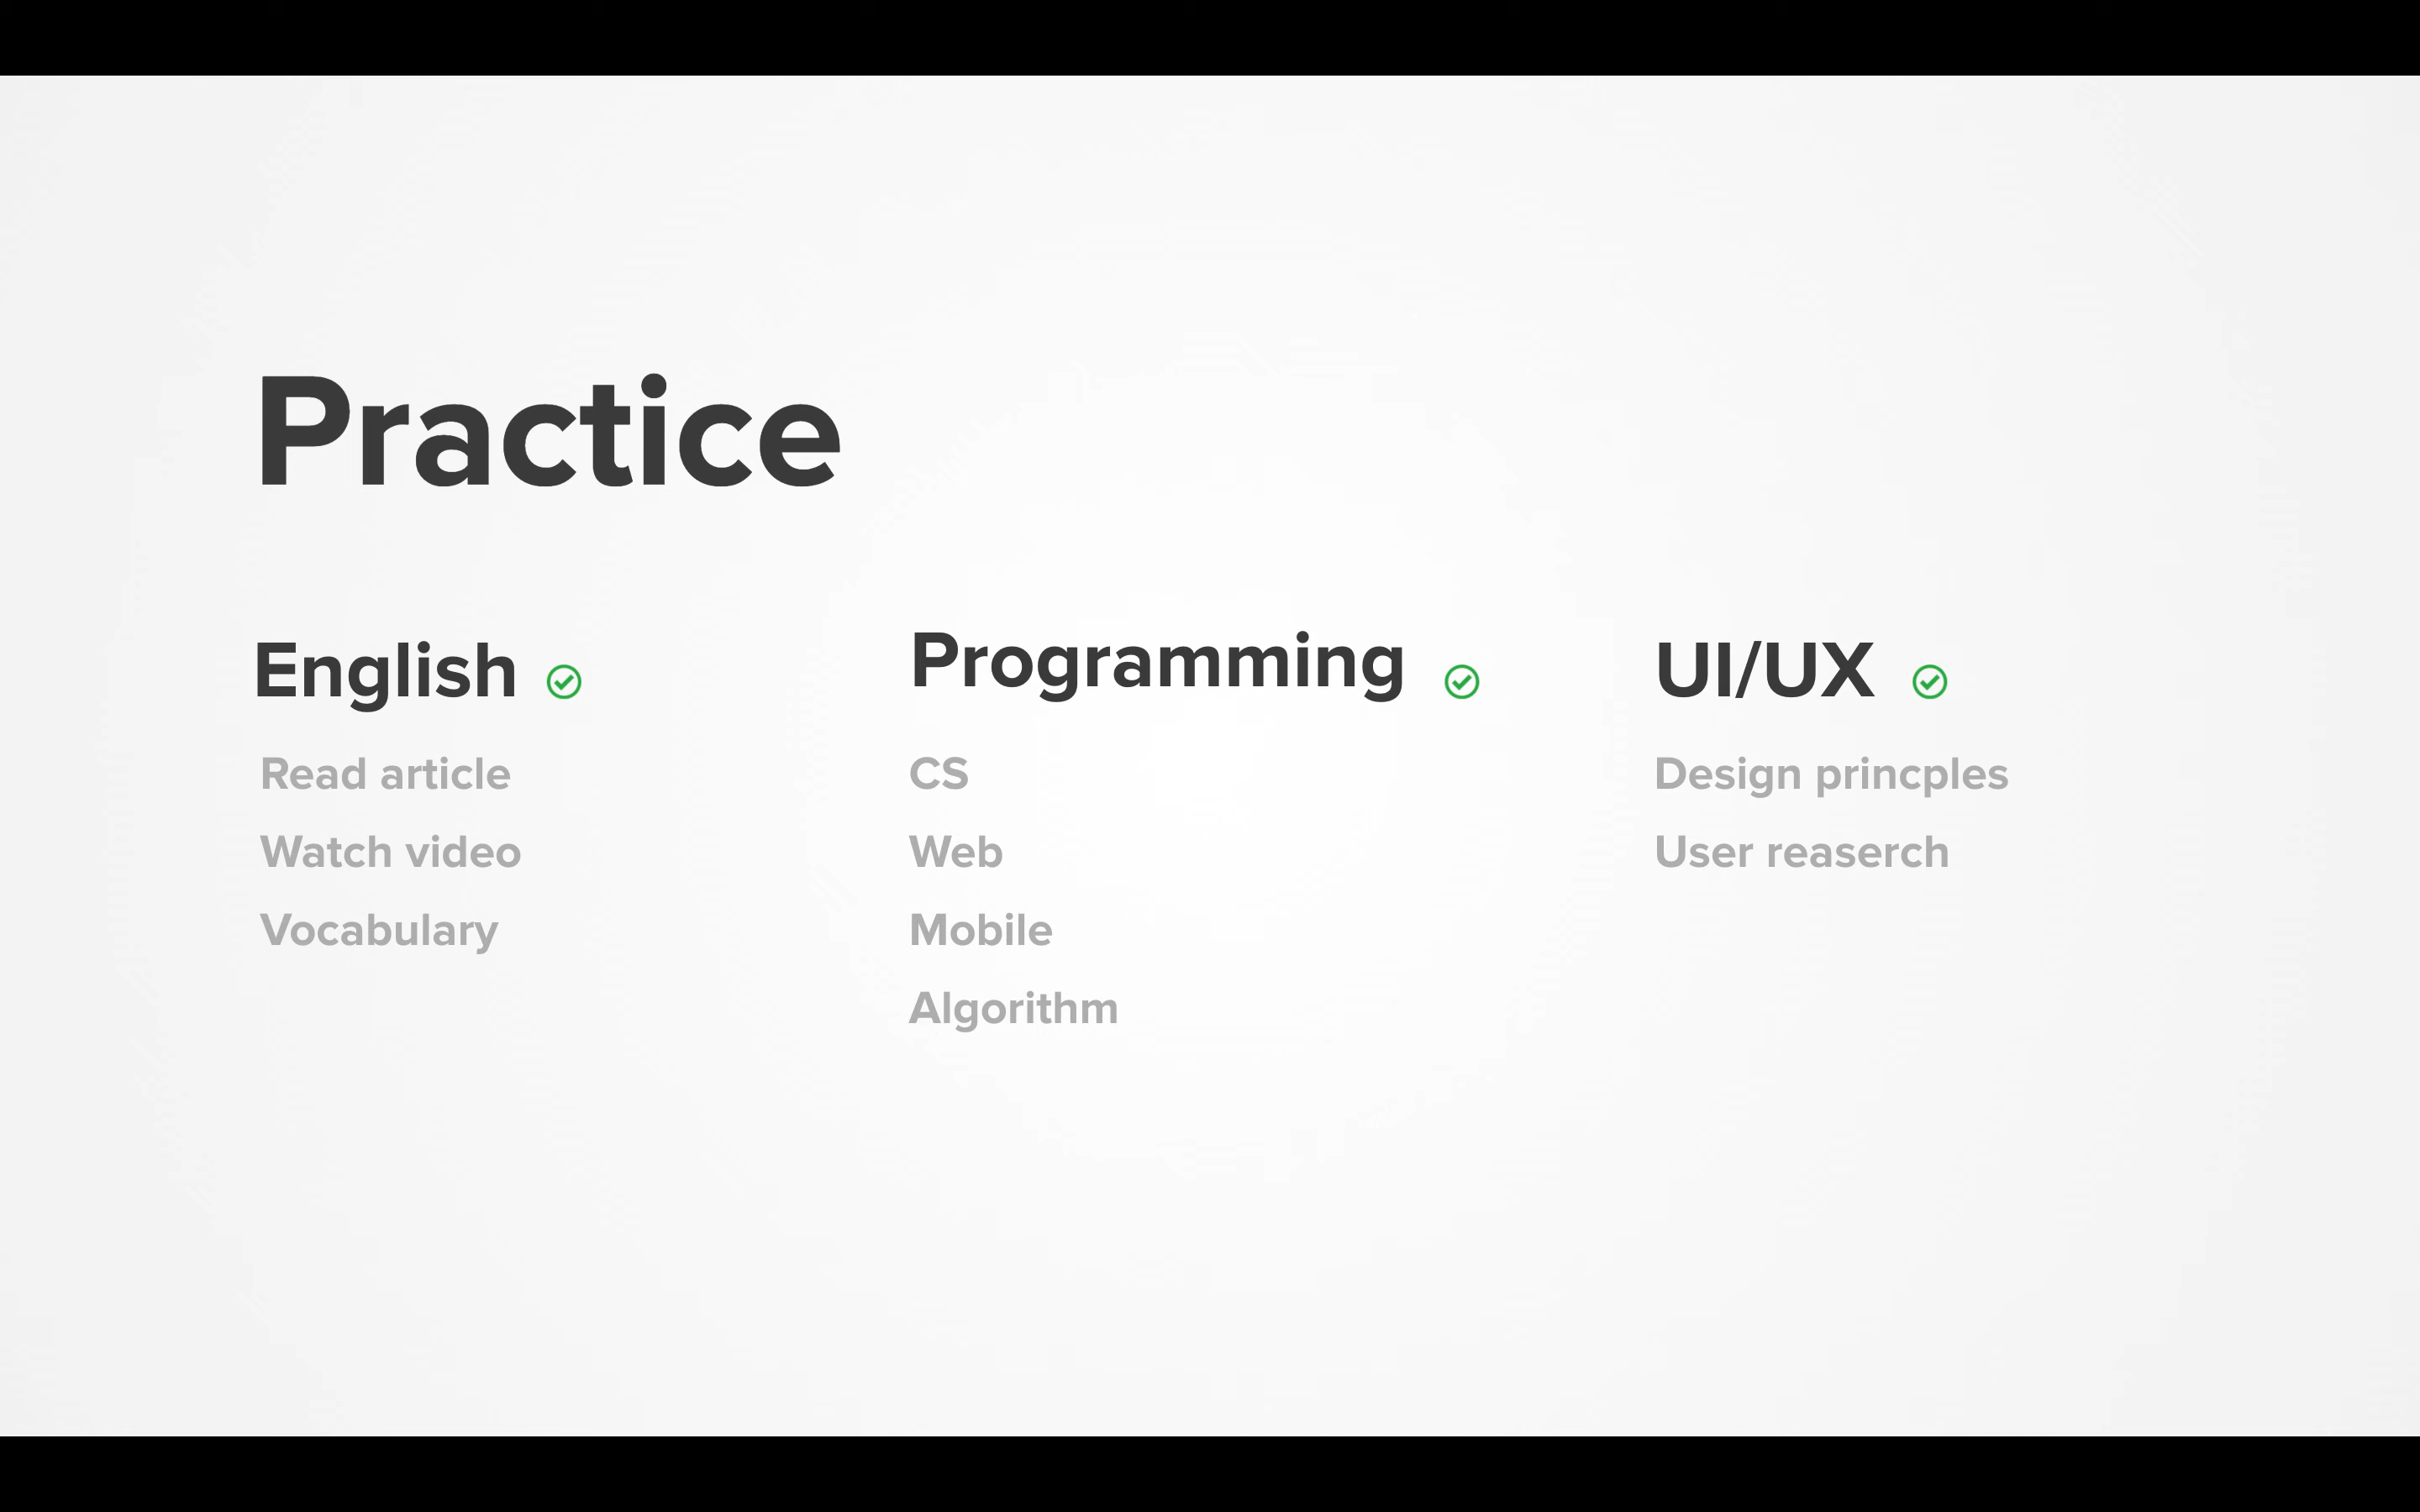 Practice
English
Read article
Watch video
Vocabulary
Programming
CS
Web
Mobile
Algorithm
UI/UX
Design princples
User reaserch